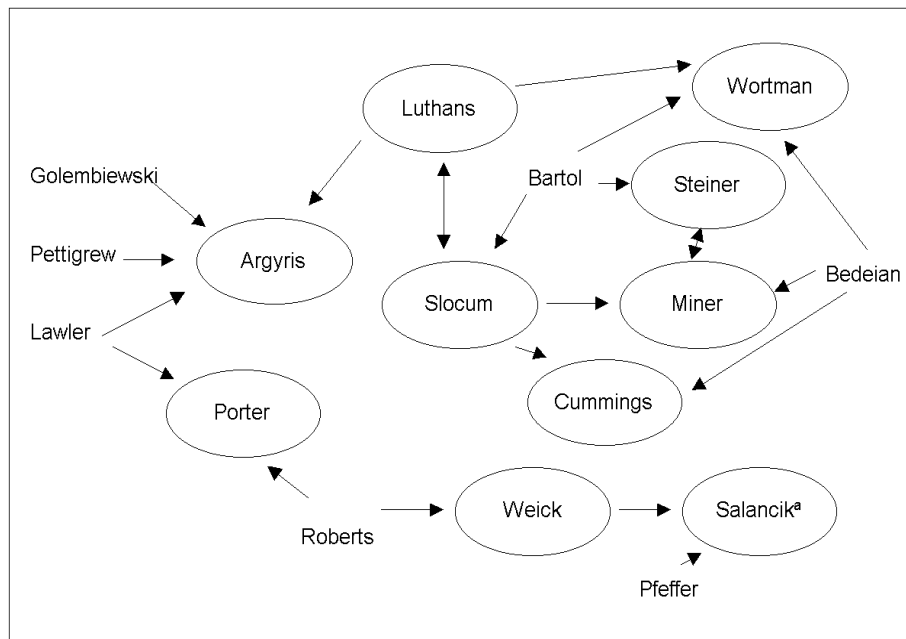 Wortman
Luthans
Bartol
Steiner
Golembiewski
Pettigrew
Argyris
Bedeian
Slocum
Miner
Lawler
Porter
Cummings
Weick
Salancikᵃ
Roberts
Pfeffer